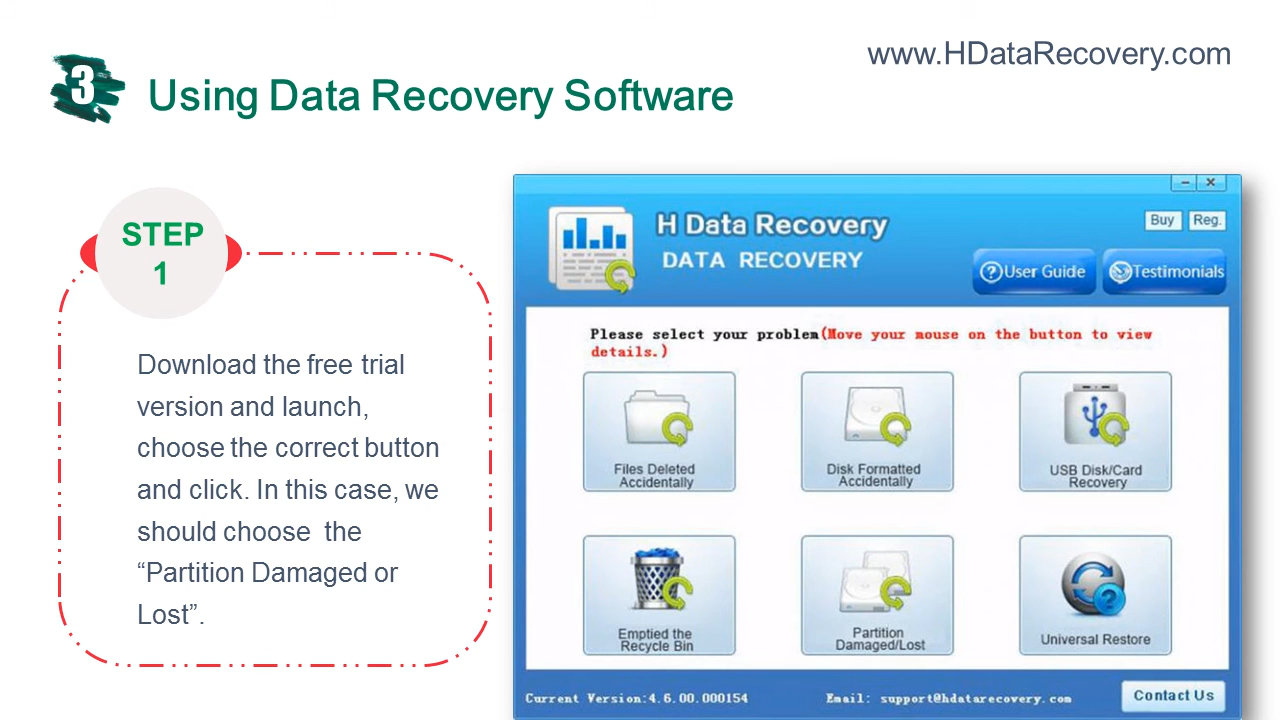 www.HDataRecovery.com
3
Using Data Recovery Software
STEP
1
Download the free trial
version and launch,
choose the correct button
and click. In this case, we
should choose  the
“Partition Damaged or
Lost”.
H Data Recovery
DATA RECOVERY
Buy
Reg.
User Guide
Testimonials
Please select your problem(Move your mouse on the button to view
details.)
Files Deleted
Accidentally
Disk Formatted
Accidentally
USB Disk/Card
Recovery
Emptied the
Recycle Bin
Partition
Damaged/Lost
Universal Restore
Current Version:4.6.00.000154
Email: support@hdatarecovery.com
Contact Us